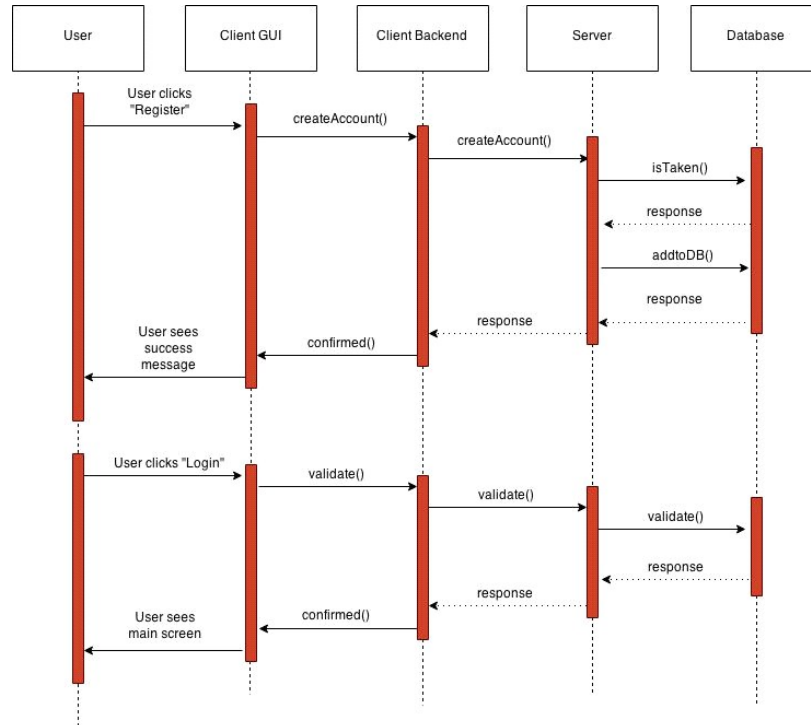 User
Client GUI
Client Backend
Server
Database
User clicks
"Register"
createAccount()
createAccount()
isTaken()
response
addtoDB()
response
response
confirmed()
User sees
success
message
User clicks "Login"
validate()
validate()
validate()
response
response
confirmed()
User sees
main screen